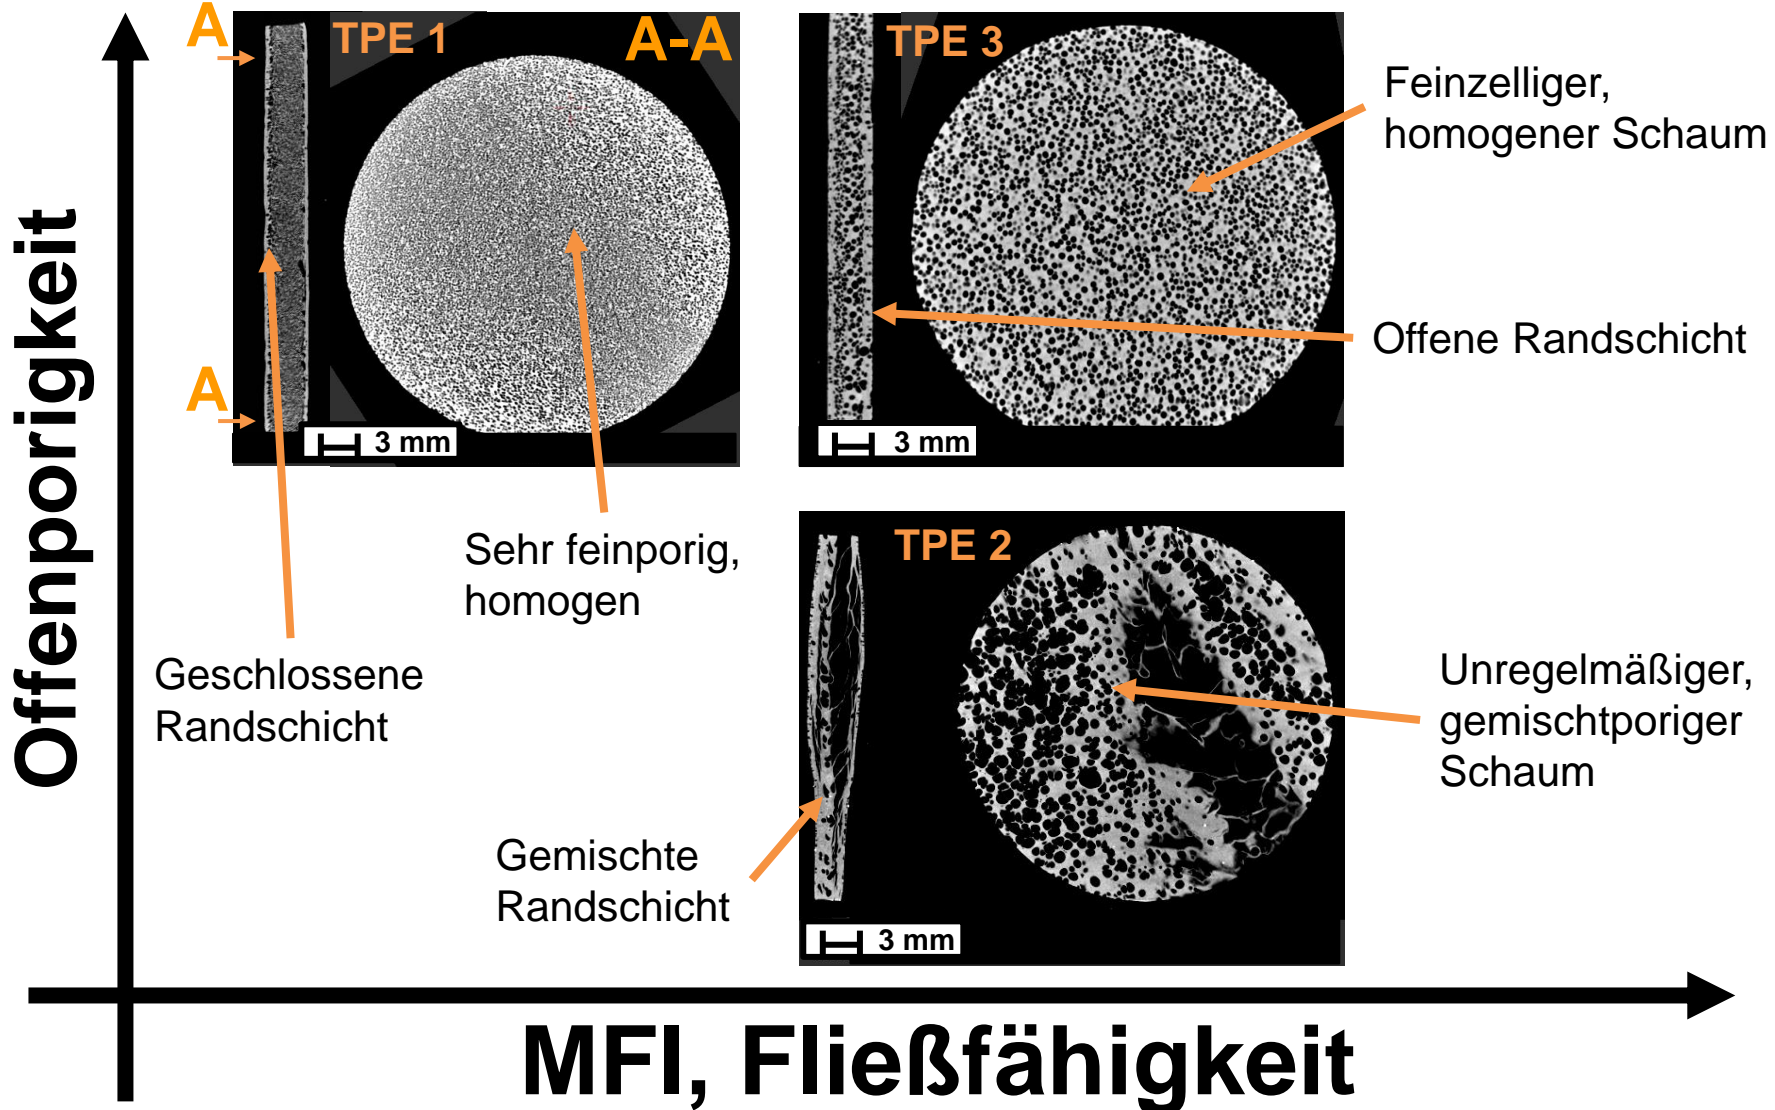 Offenporigkeit
A
TPE 1
A-A
A
3 mm
Geschlossene
Randschicht
Sehr feinporig,
homogen
TPE 3
3 mm
Feinzelliger,
homogener Schaum
Offene Randschicht
TPE 2
3 mm
Gemischte
Randschicht
Unregelmäßiger,
gemischtporiger
Schaum
MFI, Fließfähigkeit